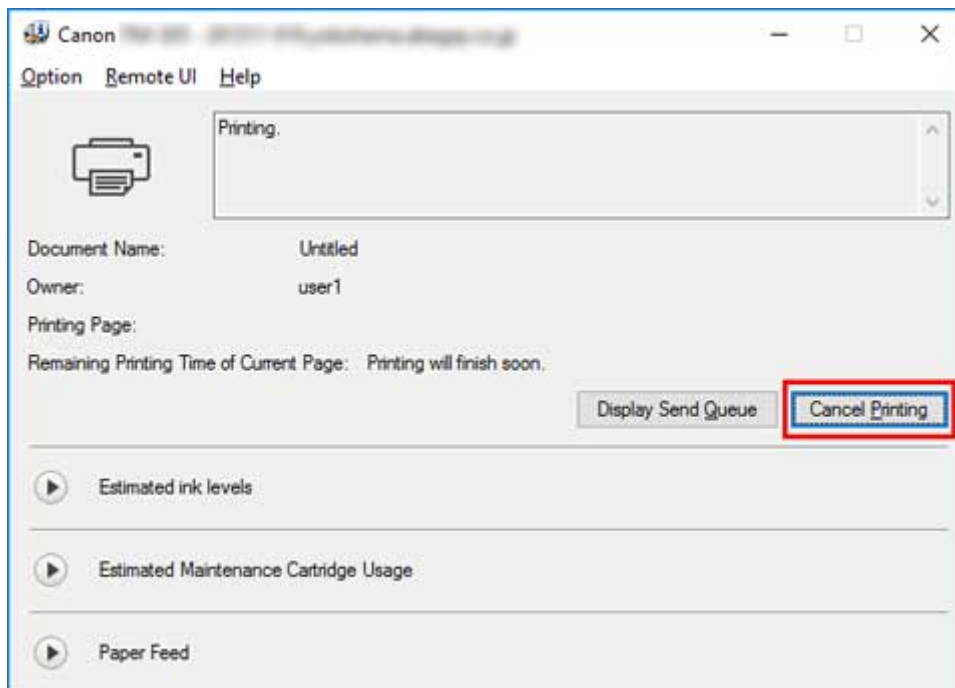 Canon
Option Remote UI Help
Printing.
Document Name: Untitled
Owner: user1
Printing Page:
Remaining Printing Time of Current Page: Printing will finish soon.
Display Send Queue Cancel Printing
Estimated ink levels
Estimated Maintenance Cartridge Usage
Paper Feed